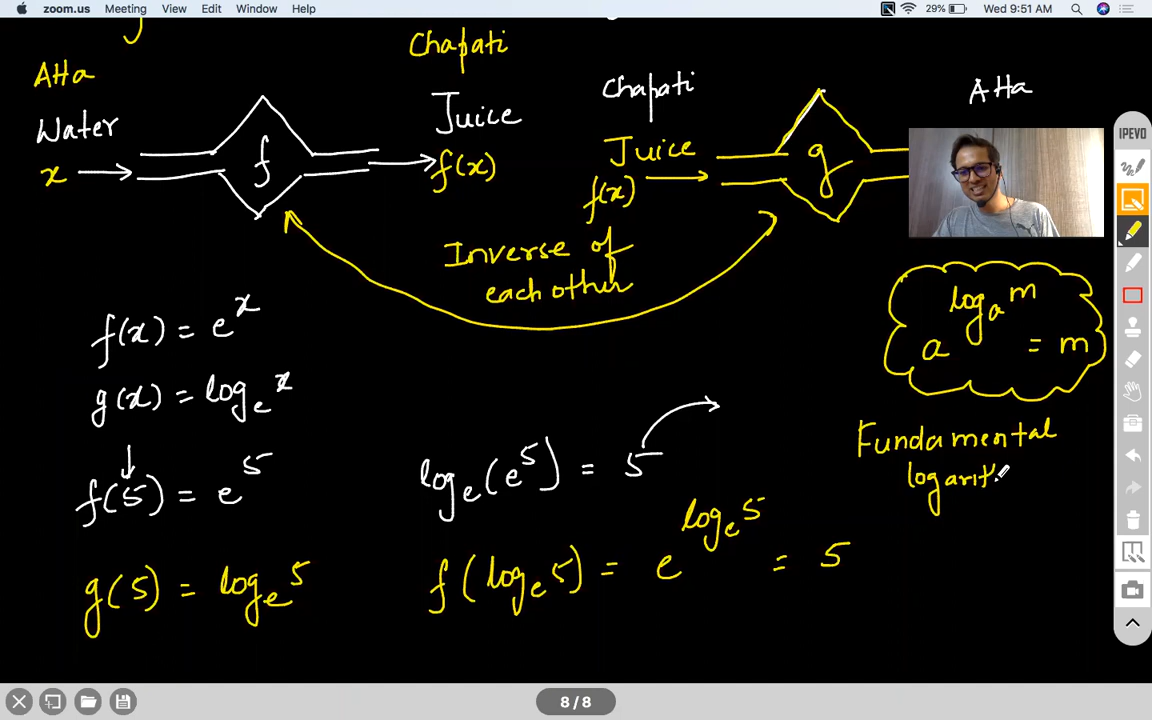 zoom.us Meeting View Edit Window Help 29% Wed 9:51 AM
Atta
Water
x
f
Chapati
Juice
f(x)
Chapati
Juice
f(x)
g
Atta
IPEVO
Inverse of
each other
f(x) = e^x
g(x) = log_e x
f(5) = e^5
g(5) = log_e 5
log_e(e^5) = 5
f(log_e 5) = e^(log_e 5) = 5
a^(log_a m) = m
Fundamental
logarit
8/8